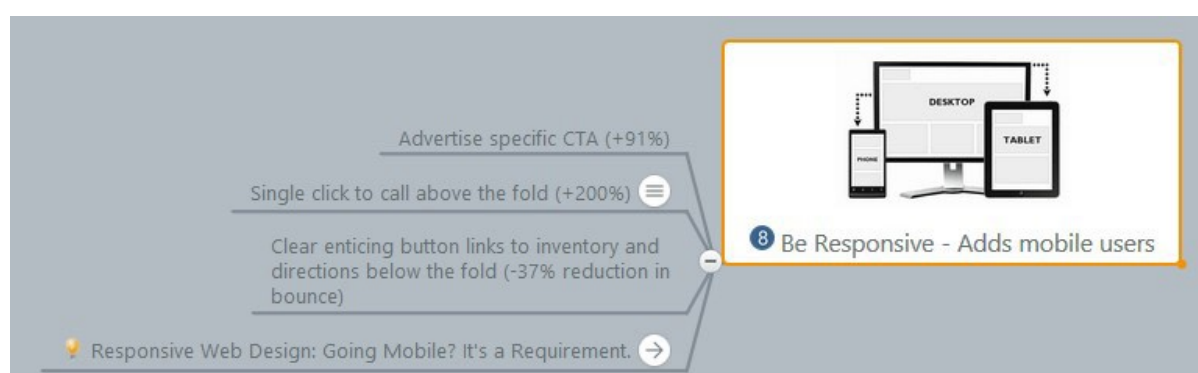 Advertise specific CTA (+91%)
Single click to call above the fold (+200%)
Clear enticing button links to inventory and
directions below the fold (-37% reduction in
bounce)
Responsive Web Design: Going Mobile? It's a Requirement.
DESKTOP
TABLET
PHONE
8 Be Responsive - Adds mobile users